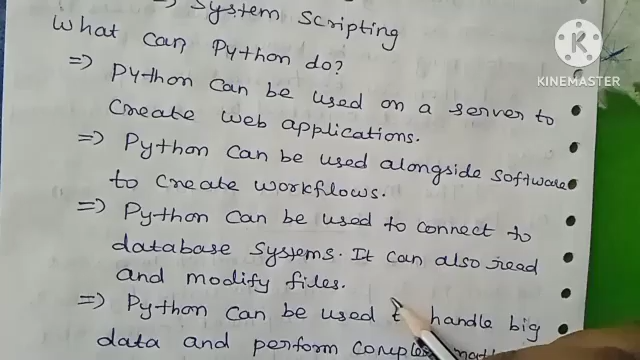 =) System Scripting
What can Python do?
=) Python can be used on a server to
create web applications.
=) Python can be used alongside software
to create workflows.
=) Python can be used to connect to
database systems. It can also read
and modify files.
=) Python can be used to handle big
data and perform complex math
KINEMASTER